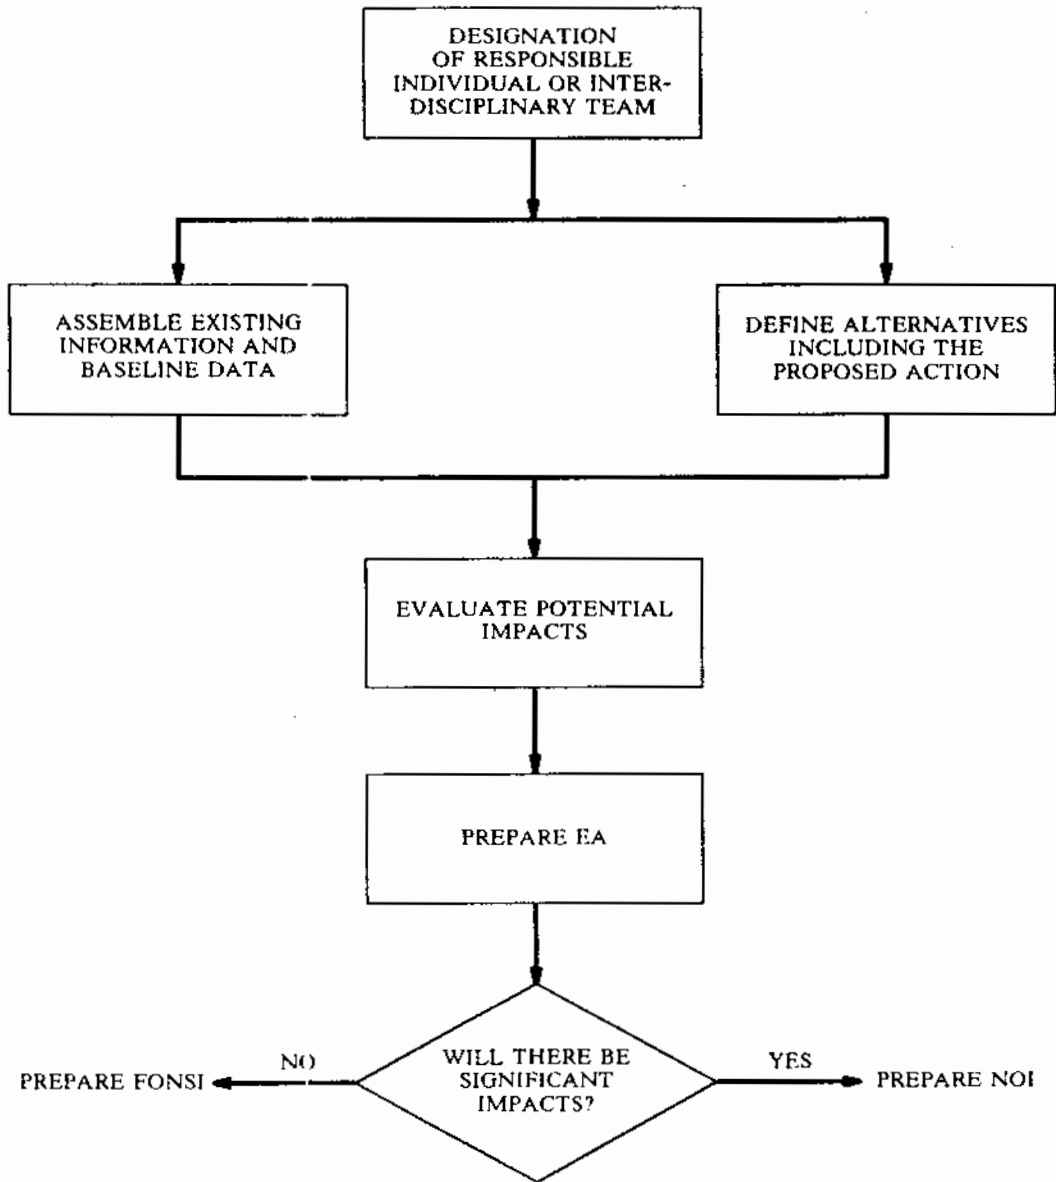 DESIGNATION
OF RESPONSIBLE
INDIVIDUAL OR INTER-
DISCIPLINARY TEAM
ASSEMBLE EXISTING
INFORMATION AND
BASELINE DATA
DEFINE ALTERNATIVES
INCLUDING THE
PROPOSED ACTION
EVALUATE POTENTIAL
IMPACTS
PREPARE EA
WILL THERE BE
SIGNIFICANT
IMPACTS?
NO
PREPARE FONSI
YES
PREPARE NOI